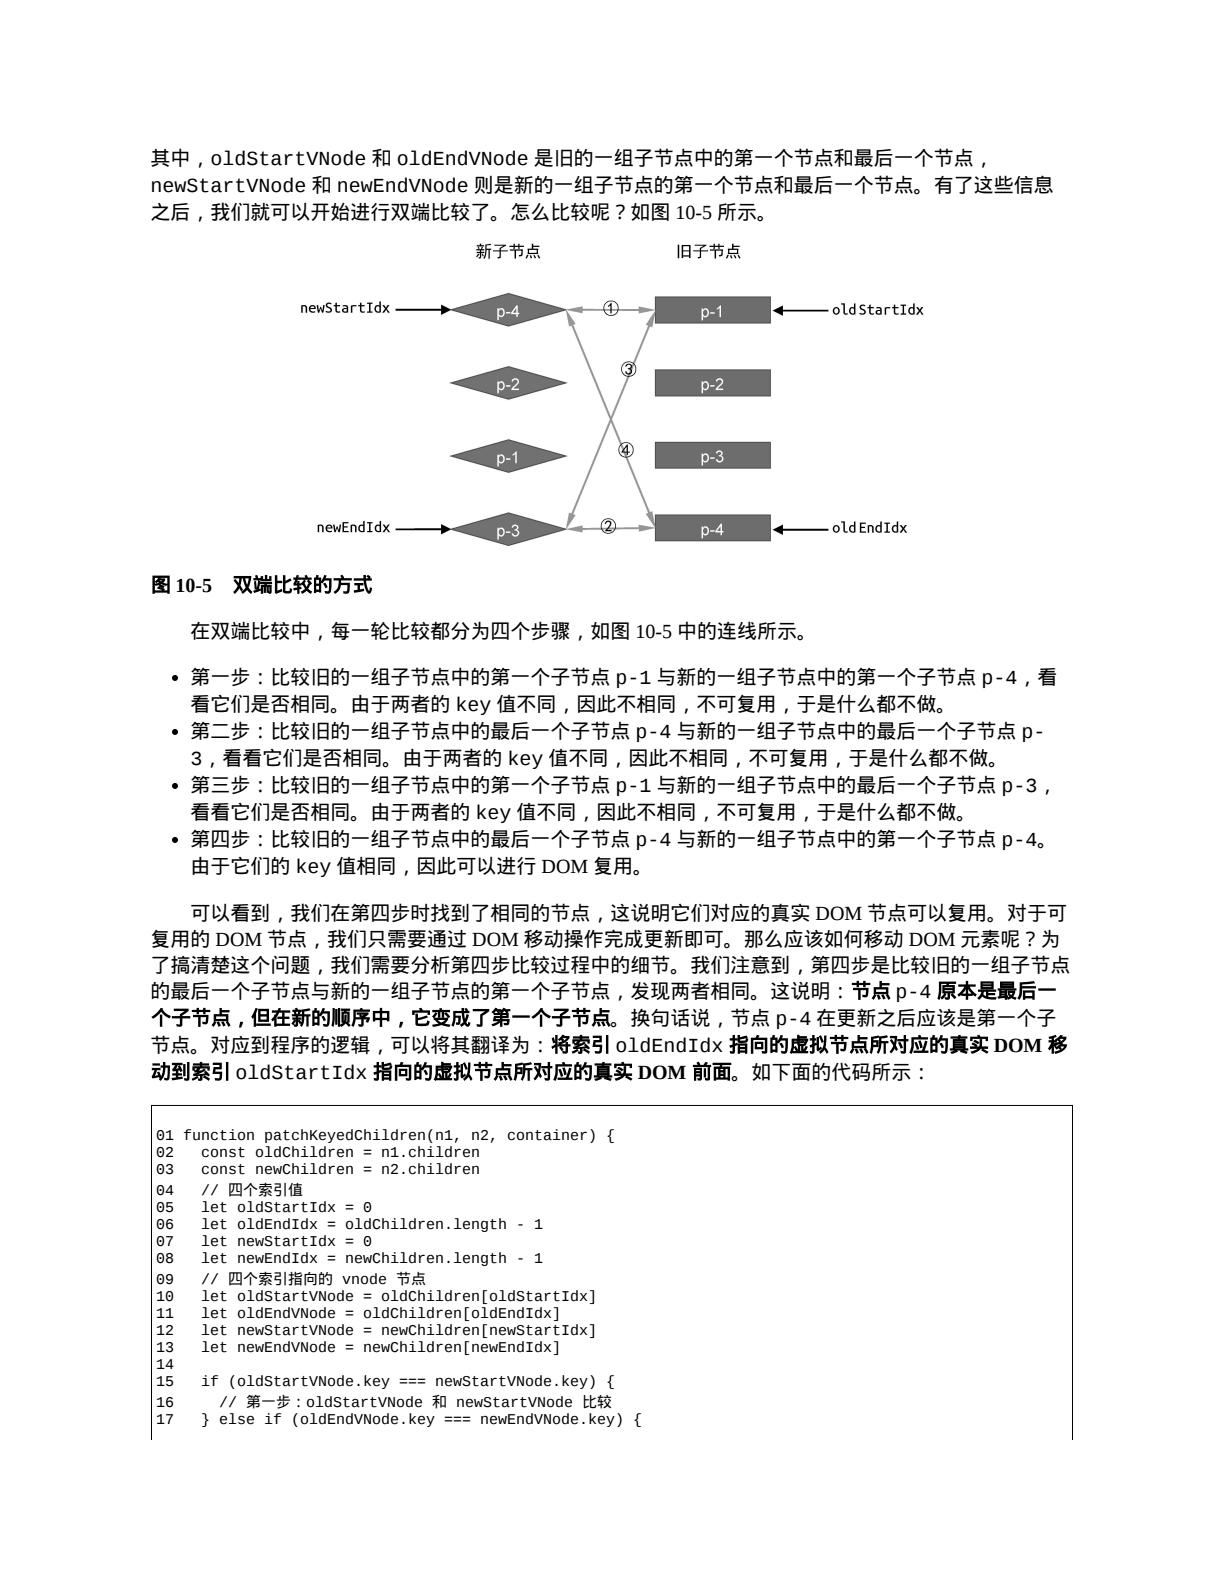 其中，oldStartVNode 和 oldEndVNode 是旧的一组子节点中的第一个节点和最后一个节点，
newStartVNode 和 newEndVNode 则是新的一组子节点的第一个节点和最后一个节点。有了这些信息
之后，我们就可以开始进行双端比较了。怎么比较呢？如图 10-5 所示。
新子节点 旧子节点
newStartIdx p-4 ① p-1 oldStartIdx
③
p-2 p-2
④
p-1 p-3
newEndIdx p-3 ② p-4 oldEndIdx
图 10-5　双端比较的方式
在双端比较中，每一轮比较都分为四个步骤，如图 10-5 中的连线所示。
• 第一步：比较旧的一组子节点中的第一个子节点 p-1 与新的一组子节点中的第一个子节点 p-4，看
看它们是否相同。由于两者的 key 值不同，因此不相同，不可复用，于是什么都不做。
• 第二步：比较旧的一组子节点中的最后一个子节点 p-4 与新的一组子节点中的最后一个子节点 p-
3，看看它们是否相同。由于两者的 key 值不同，因此不相同，不可复用，于是什么都不做。
• 第三步：比较旧的一组子节点中的第一个子节点 p-1 与新的一组子节点中的最后一个子节点 p-3，
看看它们是否相同。由于两者的 key 值不同，因此不相同，不可复用，于是什么都不做。
• 第四步：比较旧的一组子节点中的最后一个子节点 p-4 与新的一组子节点中的第一个子节点 p-4。
由于它们的 key 值相同，因此可以进行 DOM 复用。
可以看到，我们在第四步时找到了相同的节点，这说明它们对应的真实 DOM 节点可以复用。对于可
复用的 DOM 节点，我们只需要通过 DOM 移动操作完成更新即可。那么应该如何移动 DOM 元素呢？为
了搞清楚这个问题，我们需要分析第四步比较过程中的细节。我们注意到，第四步是比较旧的一组子节点
的最后一个子节点与新的一组子节点的第一个子节点，发现两者相同。这说明：节点 p-4 原本是最后一
个子节点，但在新的顺序中，它变成了第一个子节点。换句话说，节点 p-4 在更新之后应该是第一个子
节点。对应到程序的逻辑，可以将其翻译为：将索引 oldEndIdx 指向的虚拟节点所对应的真实 DOM 移
动到索引 oldStartIdx 指向的虚拟节点所对应的真实 DOM 前面。如下面的代码所示：
01 function patchKeyedChildren(n1, n2, container) {
02   const oldChildren = n1.children
03   const newChildren = n2.children
04   // 四个索引值
05   let oldStartIdx = 0
06   let oldEndIdx = oldChildren.length - 1
07   let newStartIdx = 0
08   let newEndIdx = newChildren.length - 1
09   // 四个索引指向的 vnode 节点
10   let oldStartVNode = oldChildren[oldStartIdx]
11   let oldEndVNode = oldChildren[oldEndIdx]
12   let newStartVNode = newChildren[newStartIdx]
13   let newEndVNode = newChildren[newEndIdx]
14
15   if (oldStartVNode.key === newStartVNode.key) {
16     // 第一步：oldStartVNode 和 newStartVNode 比较
17   } else if (oldEndVNode.key === newEndVNode.key) {